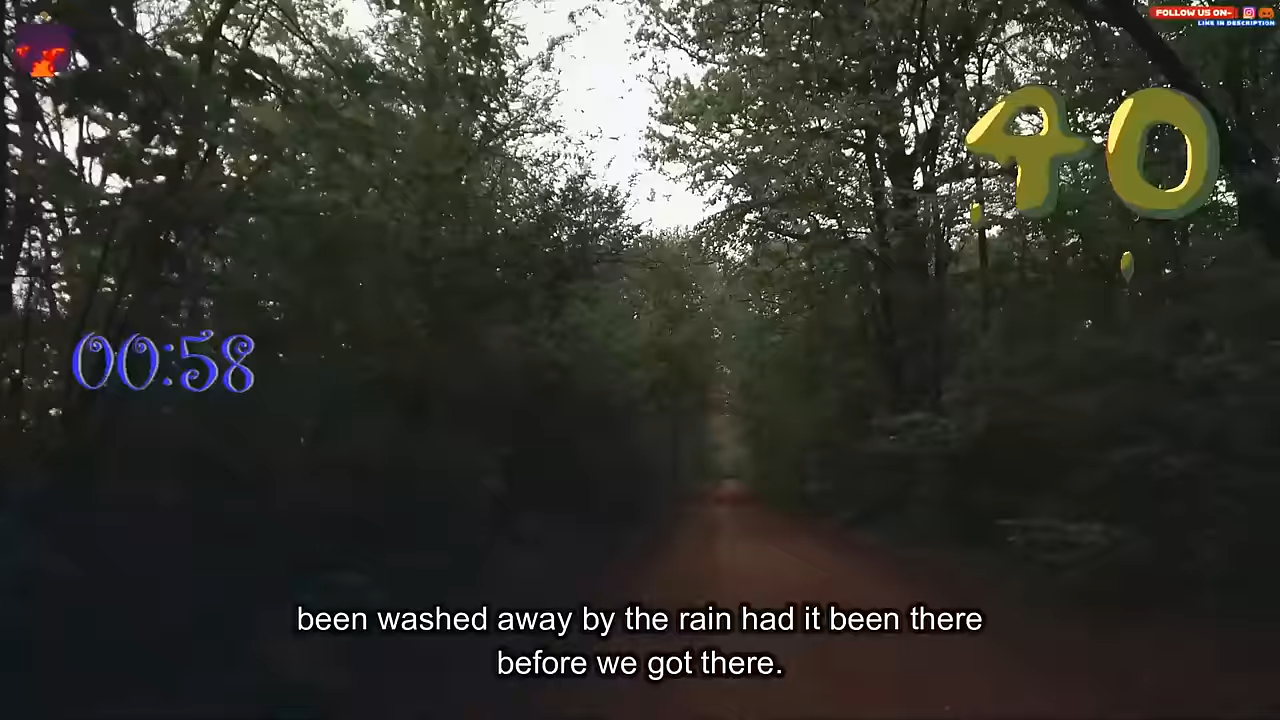 FOLLOW US ON-
LINK IN DESCRIPTION
40
00:58
been washed away by the rain had it been there
before we got there.